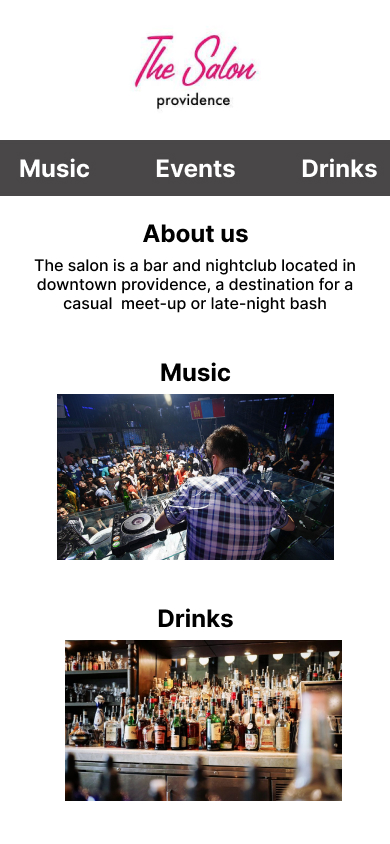 The Salon
providence
Music Events Drinks
About us
The salon is a bar and nightclub located in
downtown providence, a destination for a
casual  meet-up or late-night bash
Music
Drinks